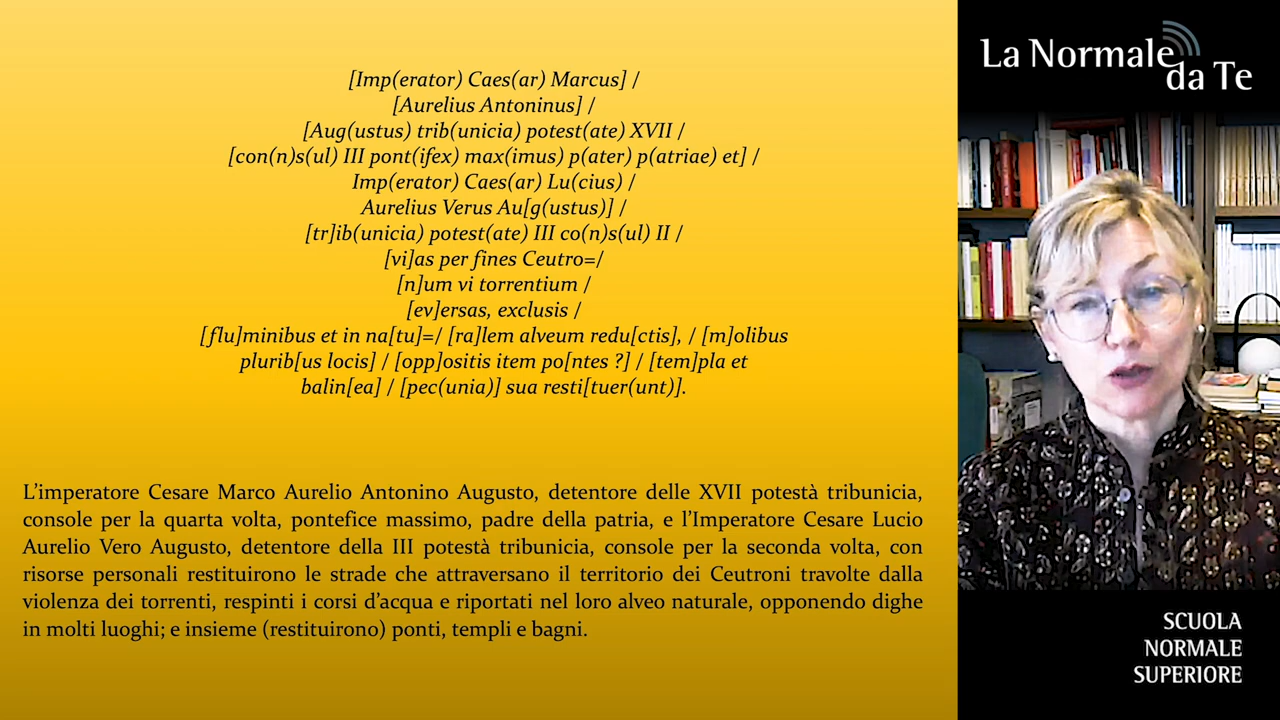 [Imp(erator) Caes(ar) Marcus] /
[Aurelius Antoninus] /
[Aug(ustus) trib(unicia) potest(ate) XVII /
[con(n)s(ul) III pont(ifex) max(imus) p(ater) p(atriae) et] /
Imp(erator) Caes(ar) Lu(cius) /
Aurelius Verus Au[g(ustus)] /
[tr]ib(unicia) potest(ate) III co(n)s(ul) II /
[vi]as per fines Ceutro=/
[n]um vi torrentium /
[ev]ersas, exclusis /
[flu]minibus et in na[tu]=/ [ra]lem alveum redu[ctis], / [m]olibus
plurib[us locis] / [opp]ositis item po[ntes ?] / [tem]pla et
balin[ea] / [pec(unia)] sua resti[tuer(unt)].
L’imperatore Cesare Marco Aurelio Antonino Augusto, detentore delle XVII potestà tribunicia,
console per la quarta volta, pontefice massimo, padre della patria, e l’Imperatore Cesare Lucio
Aurelio Vero Augusto, detentore della III potestà tribunicia, console per la seconda volta, con
risorse personali restituirono le strade che attraversano il territorio dei Ceutroni travolte dalla
violenza dei torrenti, respinti i corsi d’acqua e riportati nel loro alveo naturale, opponendo dighe
in molti luoghi; e insieme (restituirono) ponti, templi e bagni.
La Normale
da Te
SCUOLA
NORMALE
SUPERIORE